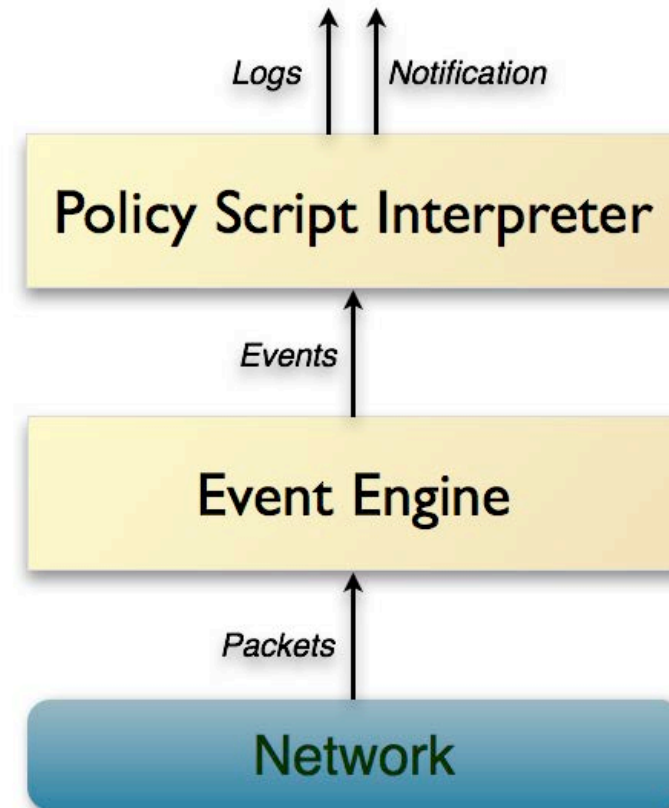 Logs
Notification
Policy Script Interpreter
Events
Event Engine
Packets
Network